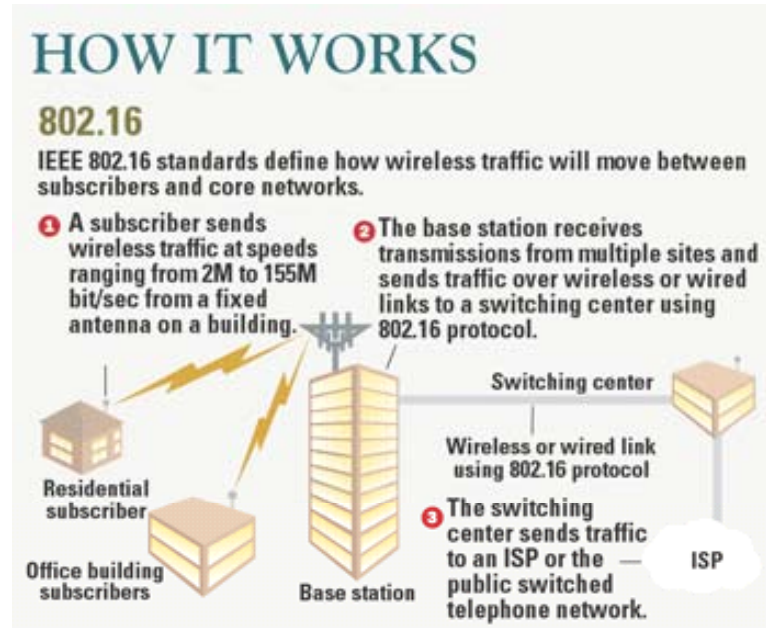 HOW IT WORKS
802.16
IEEE 802.16 standards define how wireless traffic will move between
subscribers and core networks.
1 A subscriber sends
wireless traffic at speeds
ranging from 2M to 155M
bit/sec from a fixed
antenna on a building.
2 The base station receives
transmissions from multiple sites and
sends traffic over wireless or wired
links to a switching center using
802.16 protocol.
Switching center
Wireless or wired link
using 802.16 protocol
Residential
subscriber
Office building
subscribers
Base station
3 The switching
center sends traffic
to an ISP or the
public switched
telephone network.
ISP